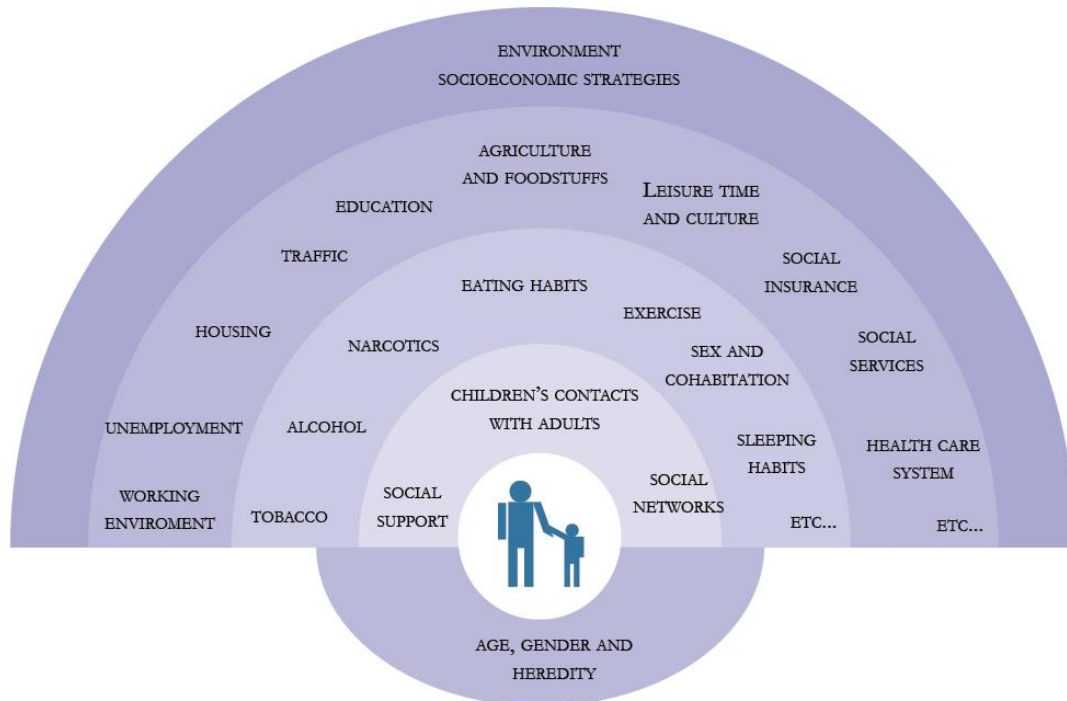 ENVIRONMENT
SOCIOECONOMIC STRATEGIES
AGRICULTURE
AND FOODSTUFFS
LEISURE TIME
AND CULTURE
EDUCATION
TRAFFIC
SOCIAL
INSURANCE
HOUSING
SOCIAL
SERVICES
UNEMPLOYMENT
HEALTH CARE
SYSTEM
WORKING
ENVIROMENT
ETC...
EATING HABITS
EXERCISE
NARCOTICS
SEX AND
COHABITATION
ALCOHOL
SLEEPING
HABITS
TOBACCO
ETC...
CHILDREN'S CONTACTS
WITH ADULTS
SOCIAL
SUPPORT
SOCIAL
NETWORKS
AGE, GENDER AND
HEREDITY